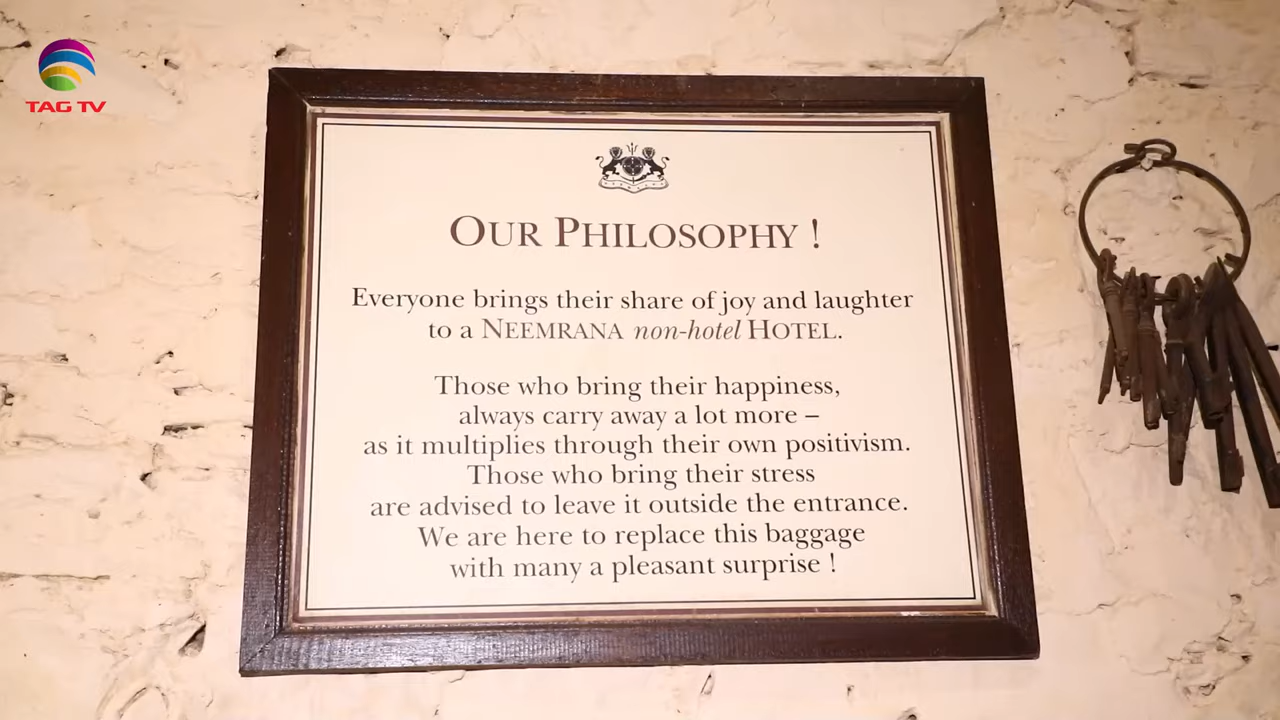 TAG TV
OUR PHILOSOPHY !
Everyone brings their share of joy and laughter
to a NEEMRANA non-hotel HOTEL.
Those who bring their happiness,
always carry away a lot more –
as it multiplies through their own positivism.
Those who bring their stress
are advised to leave it outside the entrance.
We are here to replace this baggage
with many a pleasant surprise !